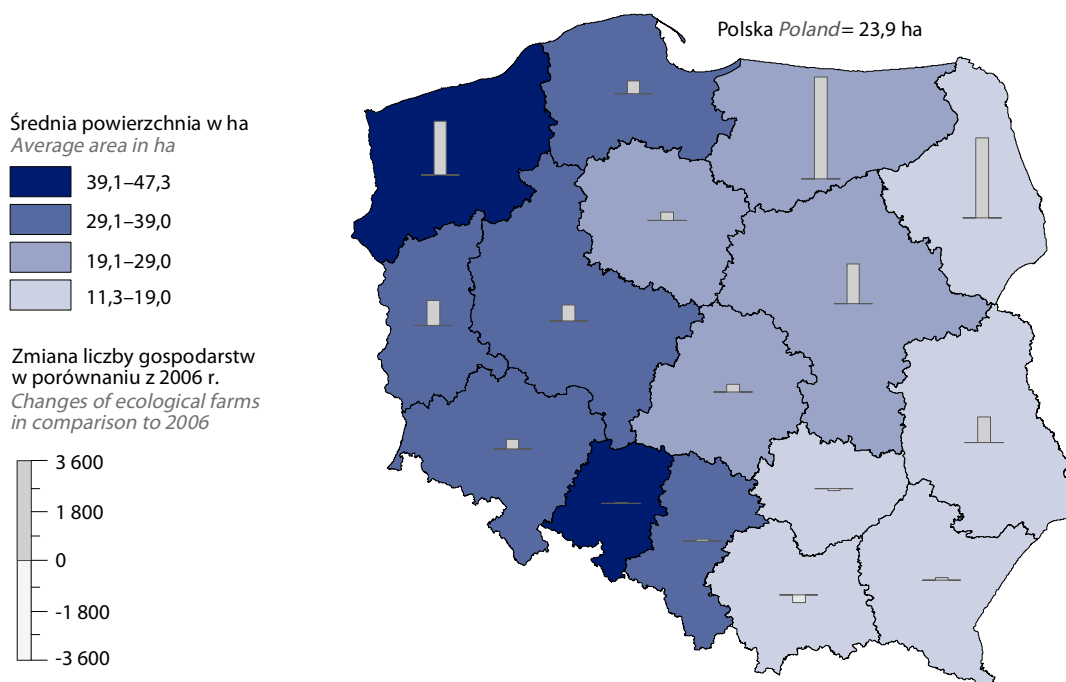 Polska Poland= 23,9 ha
Średnia powierzchnia w ha
Average area in ha
39,1–47,3
29,1–39,0
19,1–29,0
11,3–19,0
Zmiana liczby gospodarstw
w porównaniu z 2006 r.
Changes of ecological farms
in comparison to 2006
3 600
1 800
0
-1 800
-3 600